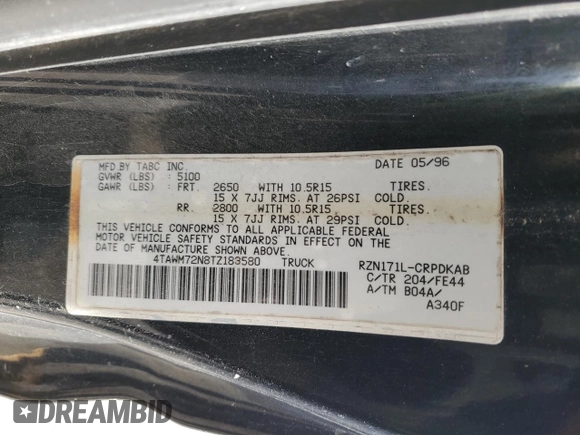 MFD.BY TABC INC. DATE 05/96
GVWR (LBS) : 5100
GAWR (LBS) : FRT. 2650 WITH 10.5R15 TIRES.
15 X 7JJ RIMS. AT 26PSI COLD.
RR. 2800 WITH 10.5R15 TIRES.
15 X 7JJ RIMS. AT 29PSI COLD.
THIS VEHICLE CONFORMS TO ALL APPLICABLE FEDERAL
MOTOR VEHICLE SAFETY STANDARDS IN EFFECT ON THE
DATE OF MANUFACTURE SHOWN ABOVE.
4TAWM72N8TZ183580 TRUCK RZN171L-CRPDKAB
C/TR 204/FE44
A/TM B04A/
A340F
DREAMBID